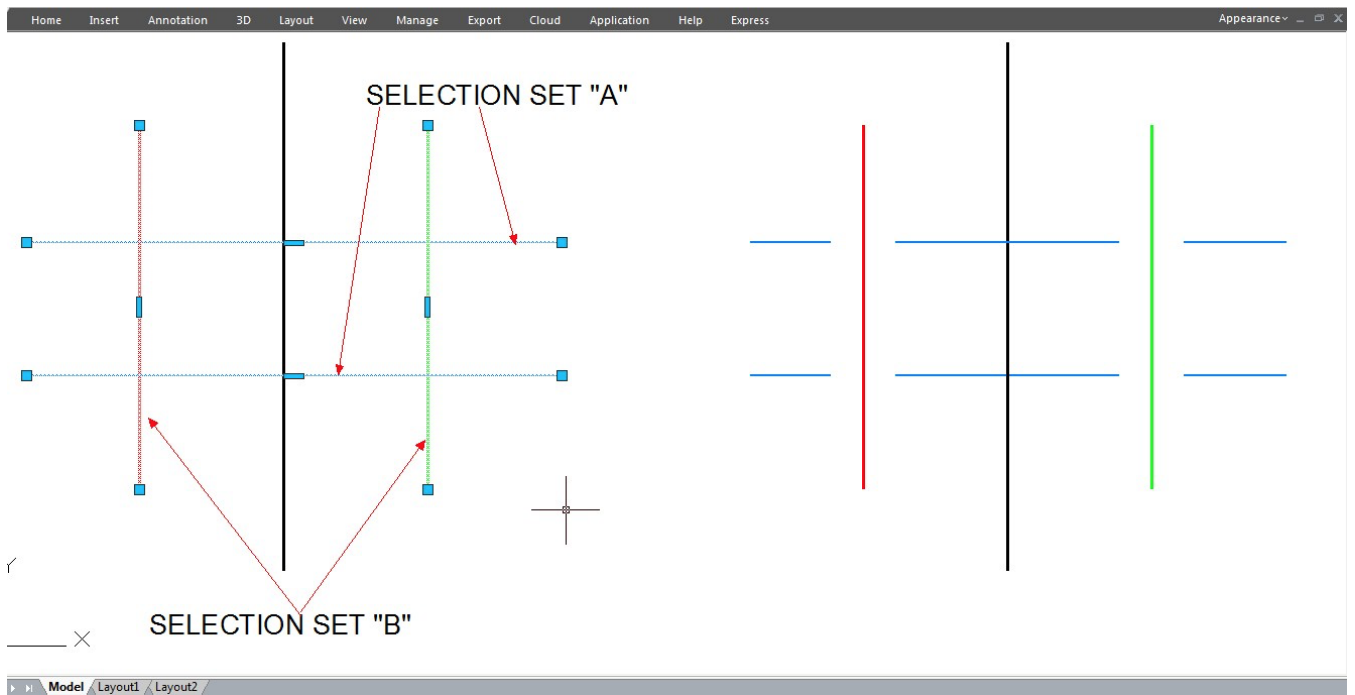 Home Insert Annotation 3D Layout View Manage Export Cloud Application Help Express Appearance
SELECTION SET "A"
SELECTION SET "B"
Y
X
Model Layout1 Layout2